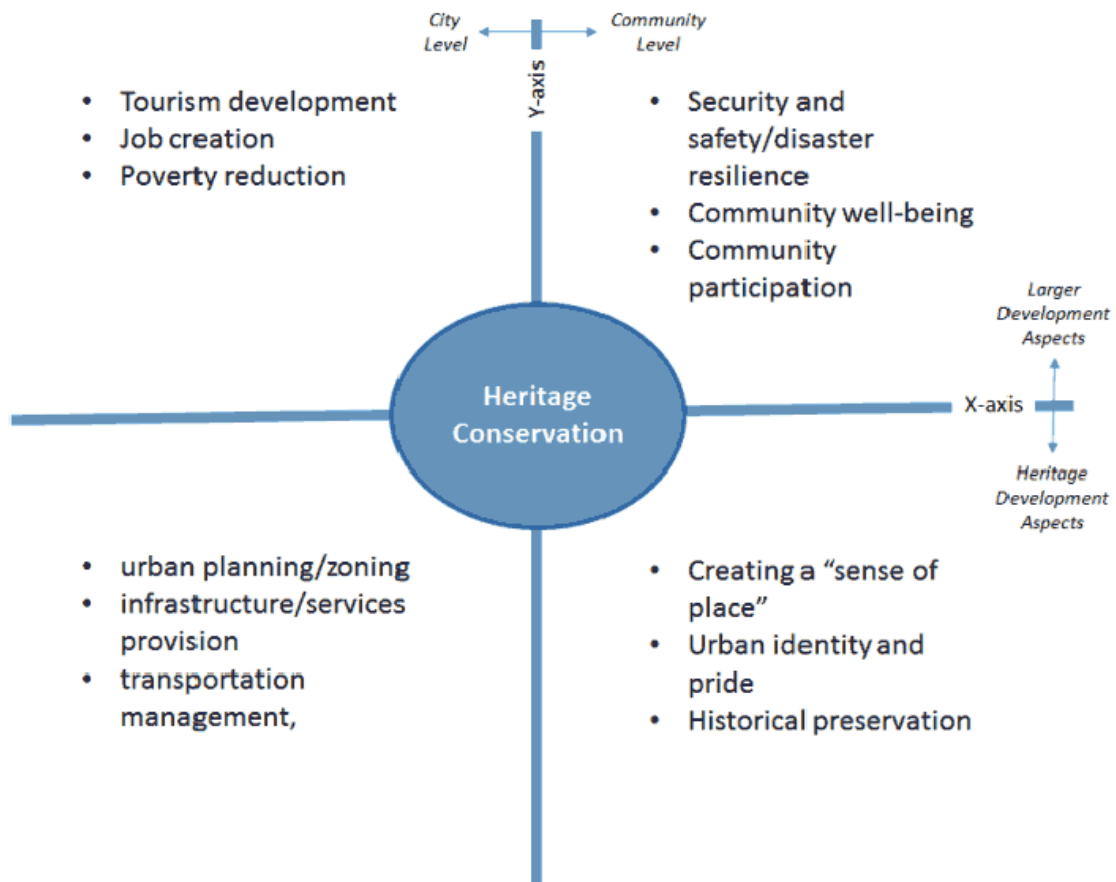 City
Level
Community
Level
Y-axis
• Tourism development
• Job creation
• Poverty reduction
• Security and
safety/disaster
resilience
• Community well-being
• Community
participation
Larger
Development
Aspects
X-axis
Heritage
Development
Aspects
Heritage
Conservation
• urban planning/zoning
• infrastructure/services
provision
• transportation
management,
• Creating a “sense of
place”
• Urban identity and
pride
• Historical preservation